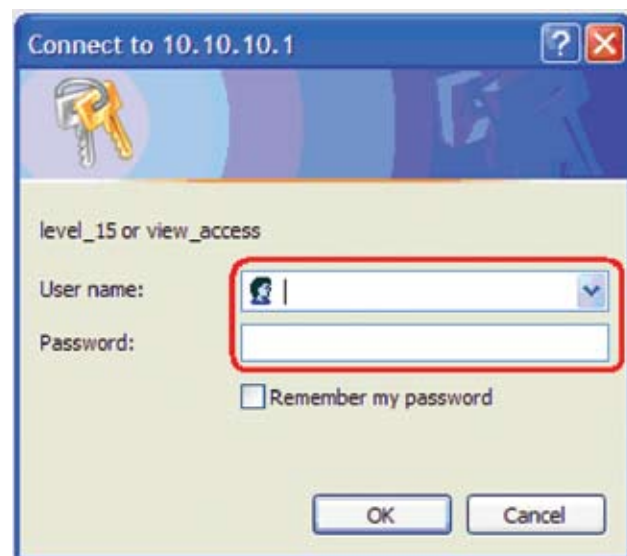 Connect to 10.10.10.1
level_15 or view_access
User name:
Password:
Remember my password
OK
Cancel